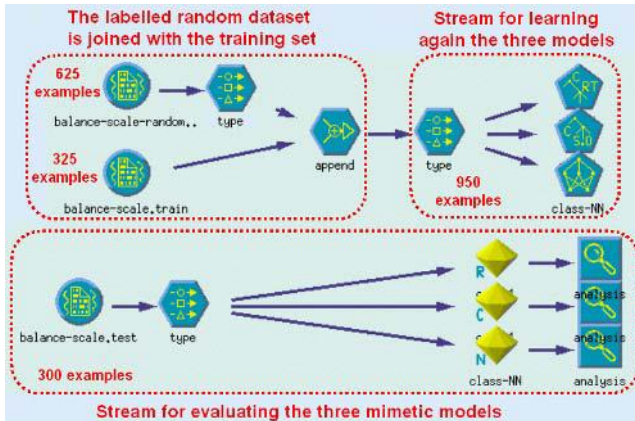 The labelled random dataset
is joined with the training set
Stream for learning
again the three models
625
examples
balance-scale-random..
type
325
examples
balance-scale.train
append
type
950
examples
C RT
C 5.0
class-NN
balance-scale.test
type
300 examples
R
C
N
class-NN
analysis
analysis
analysis
Stream for evaluating the three mimetic models